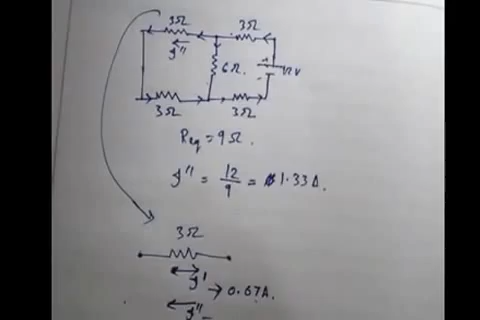 3Ω 3Ω
I''
6Ω. 12V
3Ω 3Ω
Req = 9Ω.
I'' = 12/9 = 1.33A.
3Ω
I'
→ 0.67A.
I''